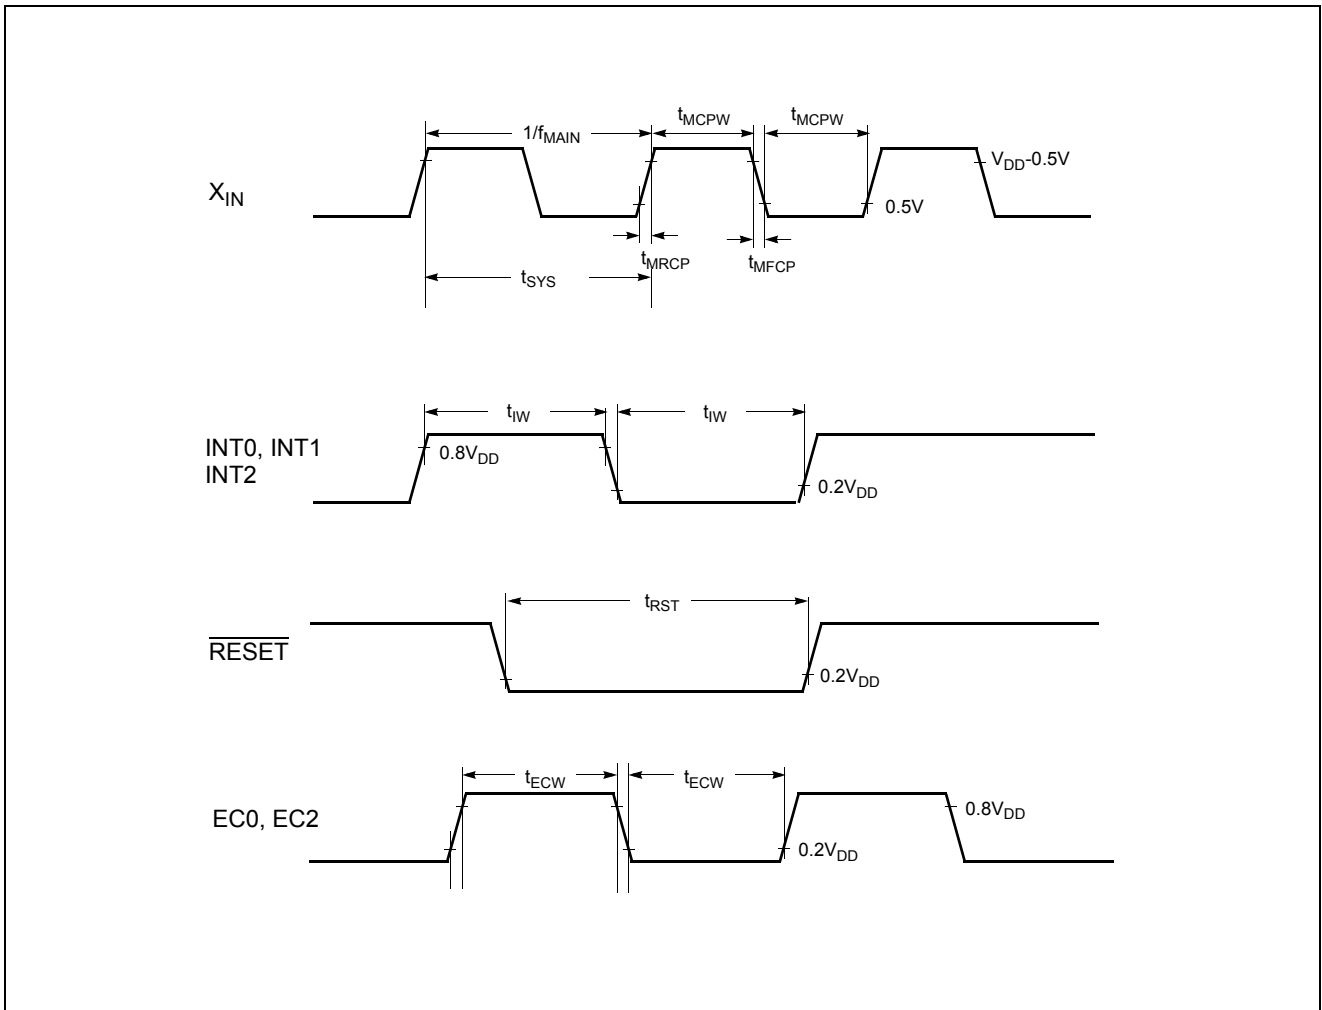 tMCPW tMCPW
1/fMAIN
VDD-0.5V
XIN
0.5V
tMRCP tMFCP
tSYS
tIW tIW
INT0, INT1
0.8VDD
INT2
0.2VDD
tRST
RESET
0.2VDD
tECW tECW
EC0, EC2
0.8VDD
0.2VDD